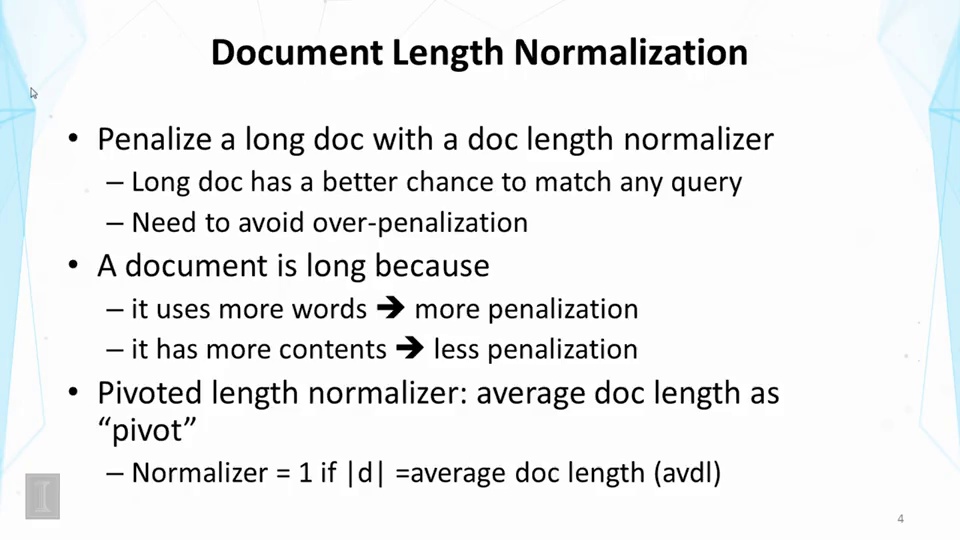 Document Length Normalization
• Penalize a long doc with a doc length normalizer
– Long doc has a better chance to match any query
– Need to avoid over-penalization
• A document is long because
– it uses more words ➔ more penalization
– it has more contents ➔ less penalization
• Pivoted length normalizer: average doc length as
“pivot”
– Normalizer = 1 if |d| =average doc length (avdl)
I
4